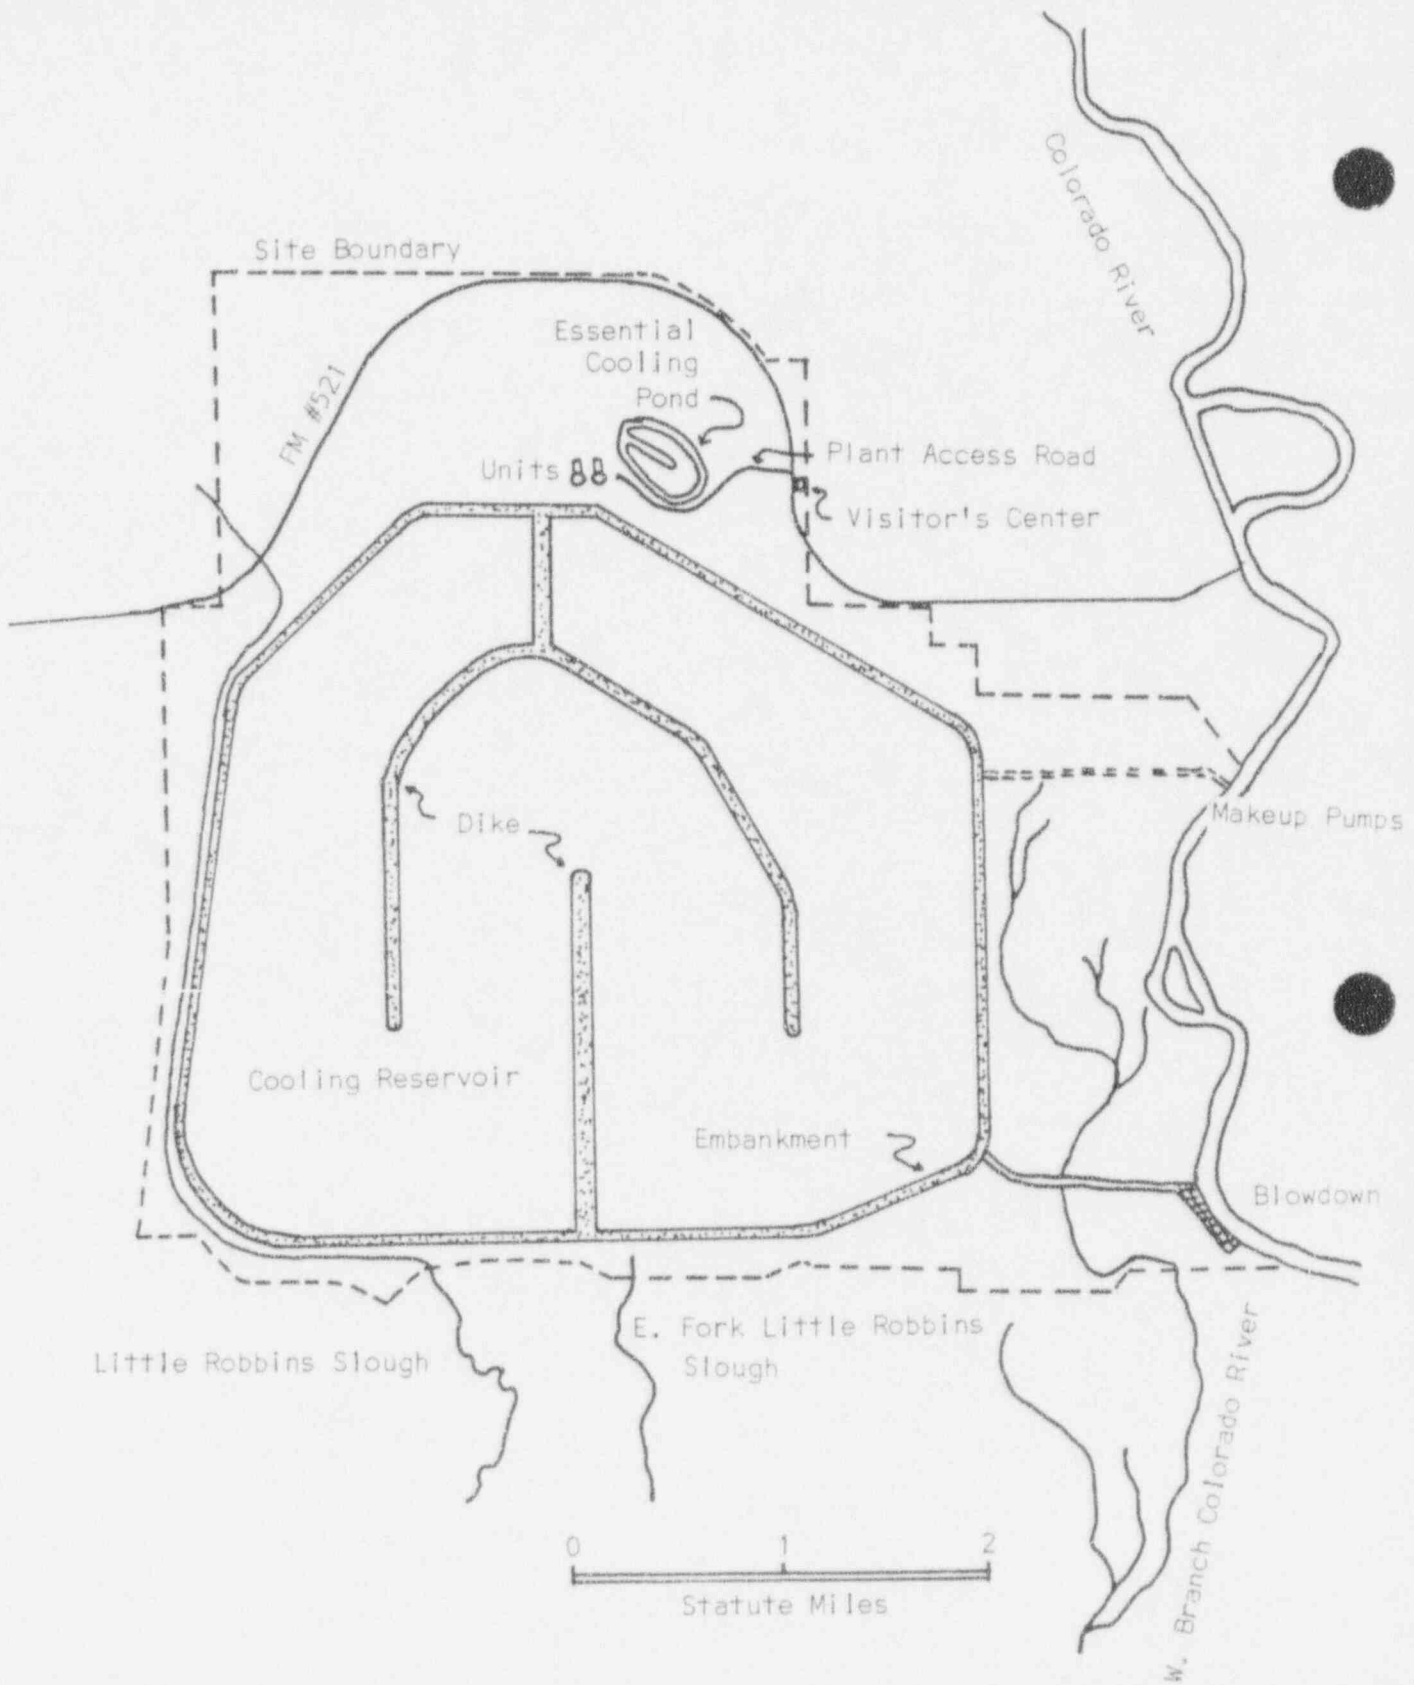 Colorado River
Site Boundary
Essential
Cooling
Pond
FM #521
Units
Plant Access Road
Visitor's Center
Dike
Makeup Pumps
Cooling Reservoir
Embankment
Blowdown
E. Fork Little Robbins
Slough
Little Robbins Slough
W. Branch Colorado River
0 1 2
Statute Miles